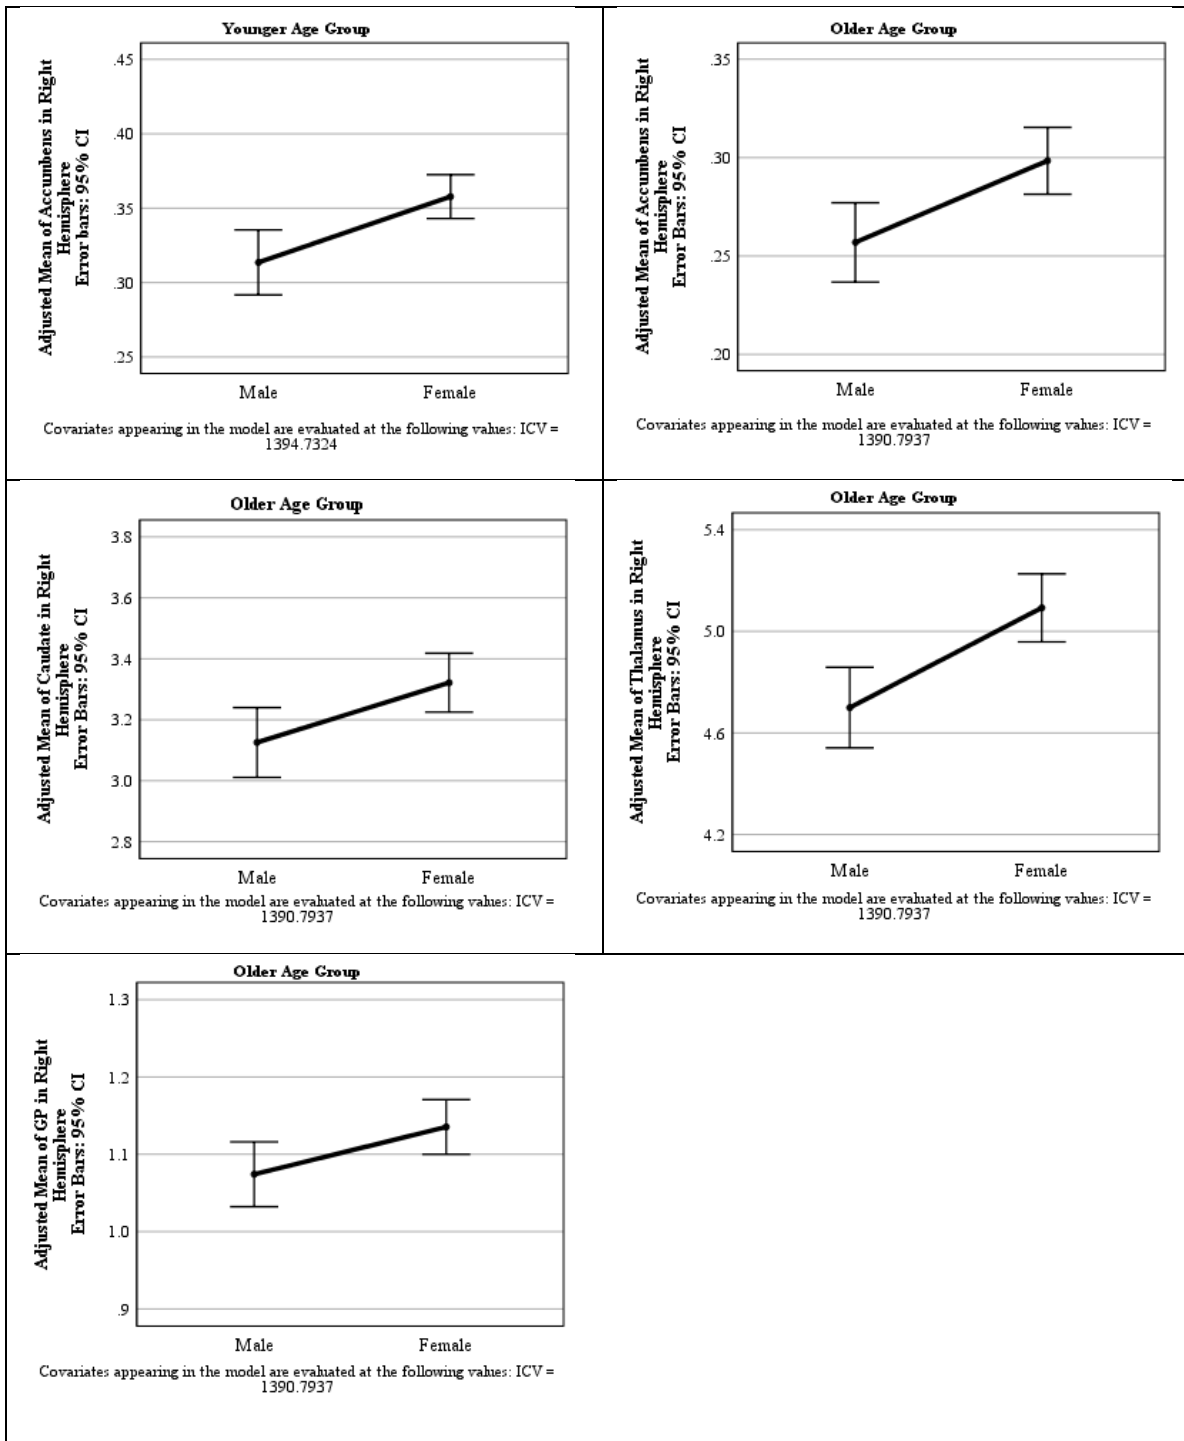 Younger Age Group
Adjusted Mean of Accumbens in Right
Hemisphere
Error bars: 95% CI
.45
.40
.35
.30
.25
Male Female
Covariates appearing in the model are evaluated at the following values: ICV =
1394.7324
Older Age Group
Adjusted Mean of Accumbens in Right
Hemisphere
Error Bars: 95% CI
.35
.30
.25
.20
Male Female
Covariates appearing in the model are evaluated at the following values: ICV =
1390.7937
Older Age Group
Adjusted Mean of Caudate in Right
Hemisphere
Error Bars: 95% CI
3.8
3.6
3.4
3.2
3.0
2.8
Male Female
Covariates appearing in the model are evaluated at the following values: ICV =
1390.7937
Older Age Group
Adjusted Mean of Thalamus in Right
Hemisphere
Error Bars: 95% CI
5.4
5.0
4.6
4.2
Male Female
Covariates appearing in the model are evaluated at the following values: ICV =
1390.7937
Older Age Group
Adjusted Mean of GP in Right
Hemisphere
Error Bars: 95% CI
1.3
1.2
1.1
1.0
.9
Male Female
Covariates appearing in the model are evaluated at the following values: ICV =
1390.7937